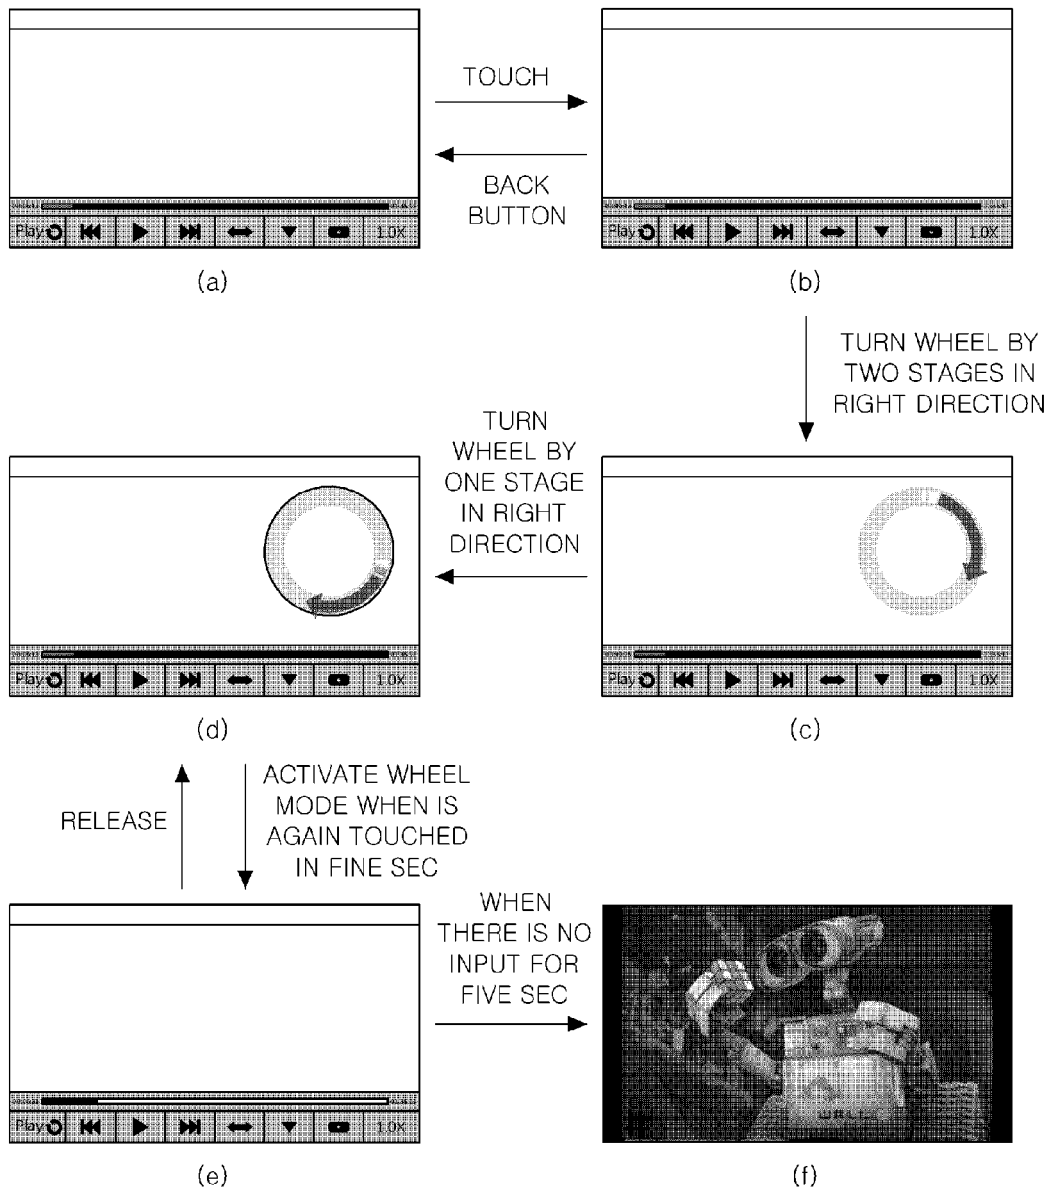 TOUCH
BACK
BUTTON
Play
1.0X
Play
1.0X
(a)
(b)
TURN WHEEL BY
TWO STAGES IN
RIGHT DIRECTION
TURN
WHEEL BY
ONE STAGE
IN RIGHT
DIRECTION
Play
1.0X
Play
1.0X
(d)
(c)
RELEASE
ACTIVATE WHEEL
MODE WHEN IS
AGAIN TOUCHED
IN FINE SEC
WHEN
THERE IS NO
INPUT FOR
FIVE SEC
Play
1.0X
(e)
(f)